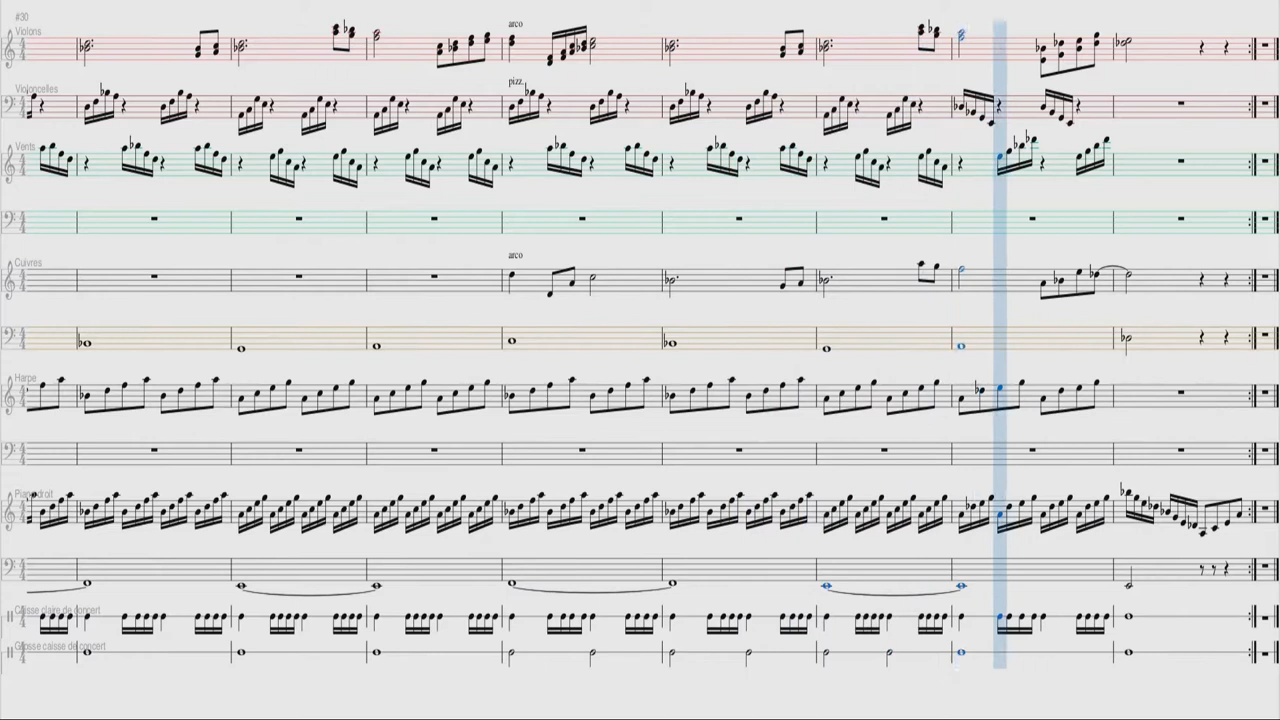 #30
Violons
arco
Violoncelles
pizz.
Vents
arco
Cuivres
Harpe
Piano droit
Caisse claire de concert
Grosse caisse de concert